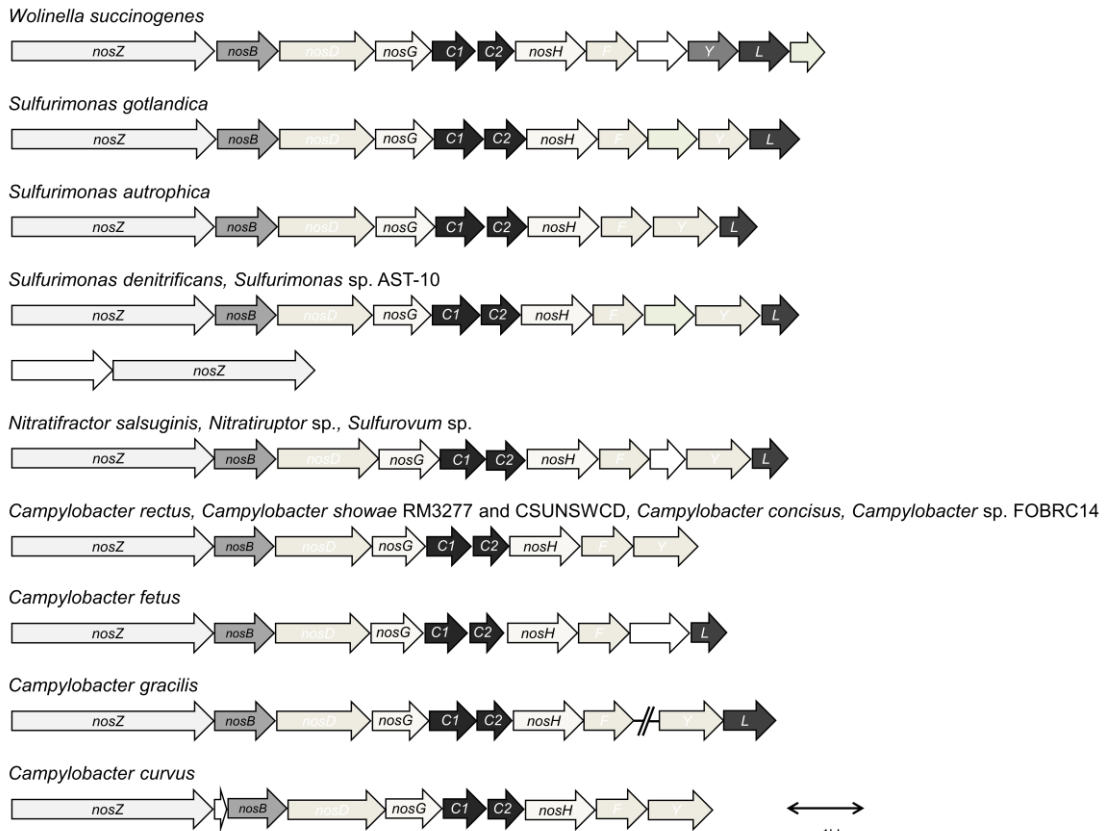 Wolinella succinogenes
nosZ nosB nosD nosG C1 C2 nosH F Y L
Sulfurimonas gotlandica
nosZ nosB nosD nosG C1 C2 nosH F Y L
Sulfurimonas autrophica
nosZ nosB nosD nosG C1 C2 nosH F Y L
Sulfurimonas denitrificans, Sulfurimonas sp. AST-10
nosZ nosB nosD nosG C1 C2 nosH F Y L
nosZ
Nitratifractor salsuginis, Nitratiruptor sp., Sulfurovum sp.
nosZ nosB nosD nosG C1 C2 nosH F Y L
Campylobacter rectus, Campylobacter showae RM3277 and CSUNSWCD, Campylobacter concisus, Campylobacter sp. FOBRC14
nosZ nosB nosD nosG C1 C2 nosH F Y
Campylobacter fetus
nosZ nosB nosD nosG C1 C2 nosH F L
Campylobacter gracilis
nosZ nosB nosD nosG C1 C2 nosH F Y L
Campylobacter curvus
nosZ nosB nosD nosG C1 C2 nosH F Y